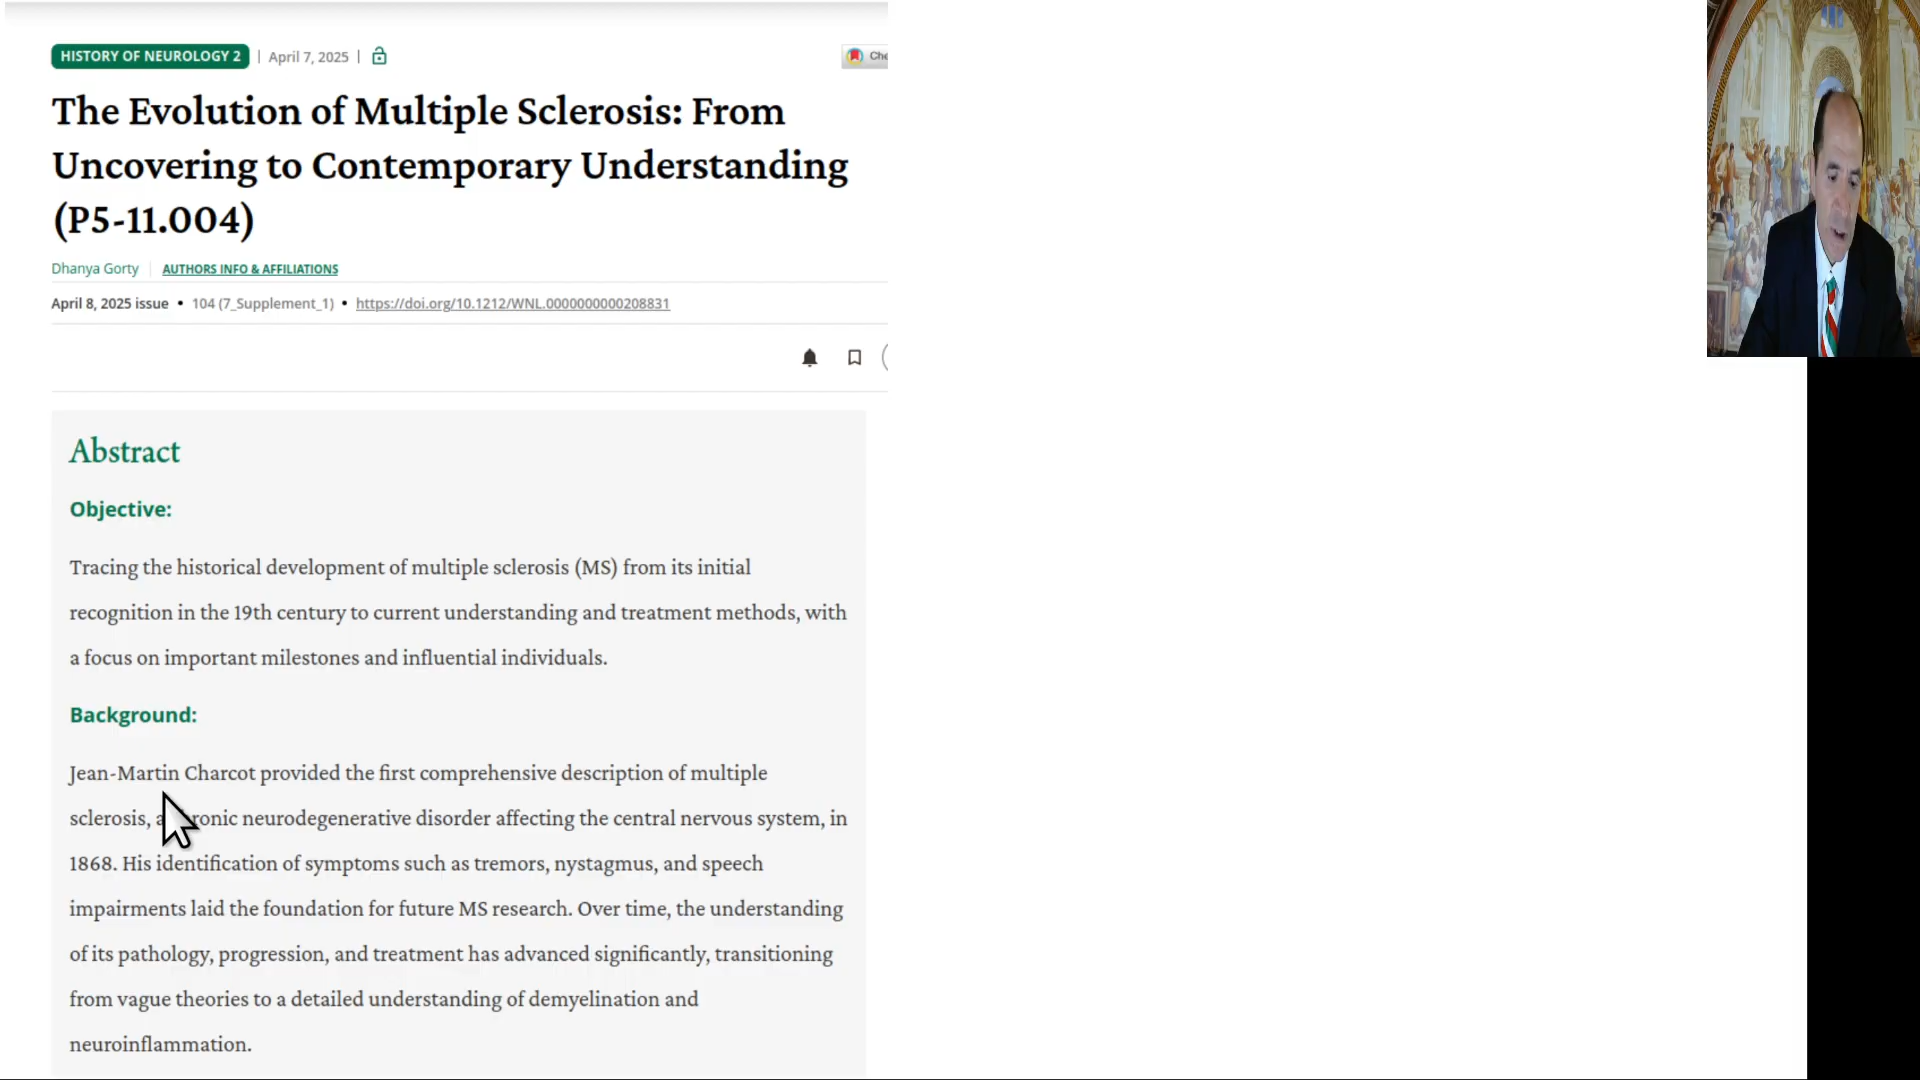 HISTORY OF NEUROLOGY 2 | April 7, 2025 |
The Evolution of Multiple Sclerosis: From
Uncovering to Contemporary Understanding
(P5-11.004)
Dhanya Gorty | AUTHORS INFO & AFFILIATIONS
April 8, 2025 issue • 104 (7_Supplement_1) • https://doi.org/10.1212/WNL.0000000000208831
Abstract
Objective:
Tracing the historical development of multiple sclerosis (MS) from its initial
recognition in the 19th century to current understanding and treatment methods, with
a focus on important milestones and influential individuals.
Background:
Jean-Martin Charcot provided the first comprehensive description of multiple
sclerosis, neurodegenerative disorder affecting the central nervous system, in
1868. His identification of symptoms such as tremors, nystagmus, and speech
impairments laid the foundation for future MS research. Over time, the understanding
of its pathology, progression, and treatment has advanced significantly, transitioning
from vague theories to a detailed understanding of demyelination and
neuroinflammation.